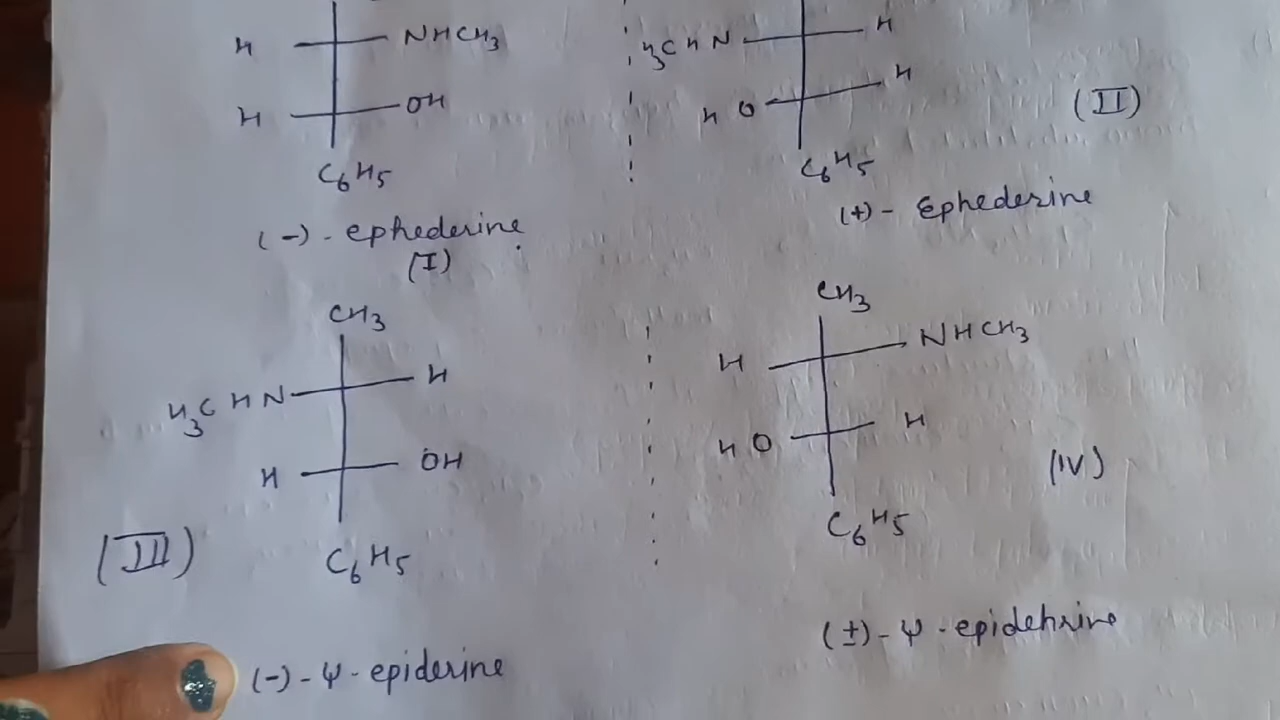 H NHCH3
H OH
C6H5
(-) - ephederine
(I)
H3CHN H
HO H
C6H5
(II)
(+) - Ephederine
CH3
H3CHN H
H OH
C6H5
(III)
(-) - ψ - epiderine
CH3
H NHCH3
HO H
C6H5
(IV)
(±) - ψ - epidehrine